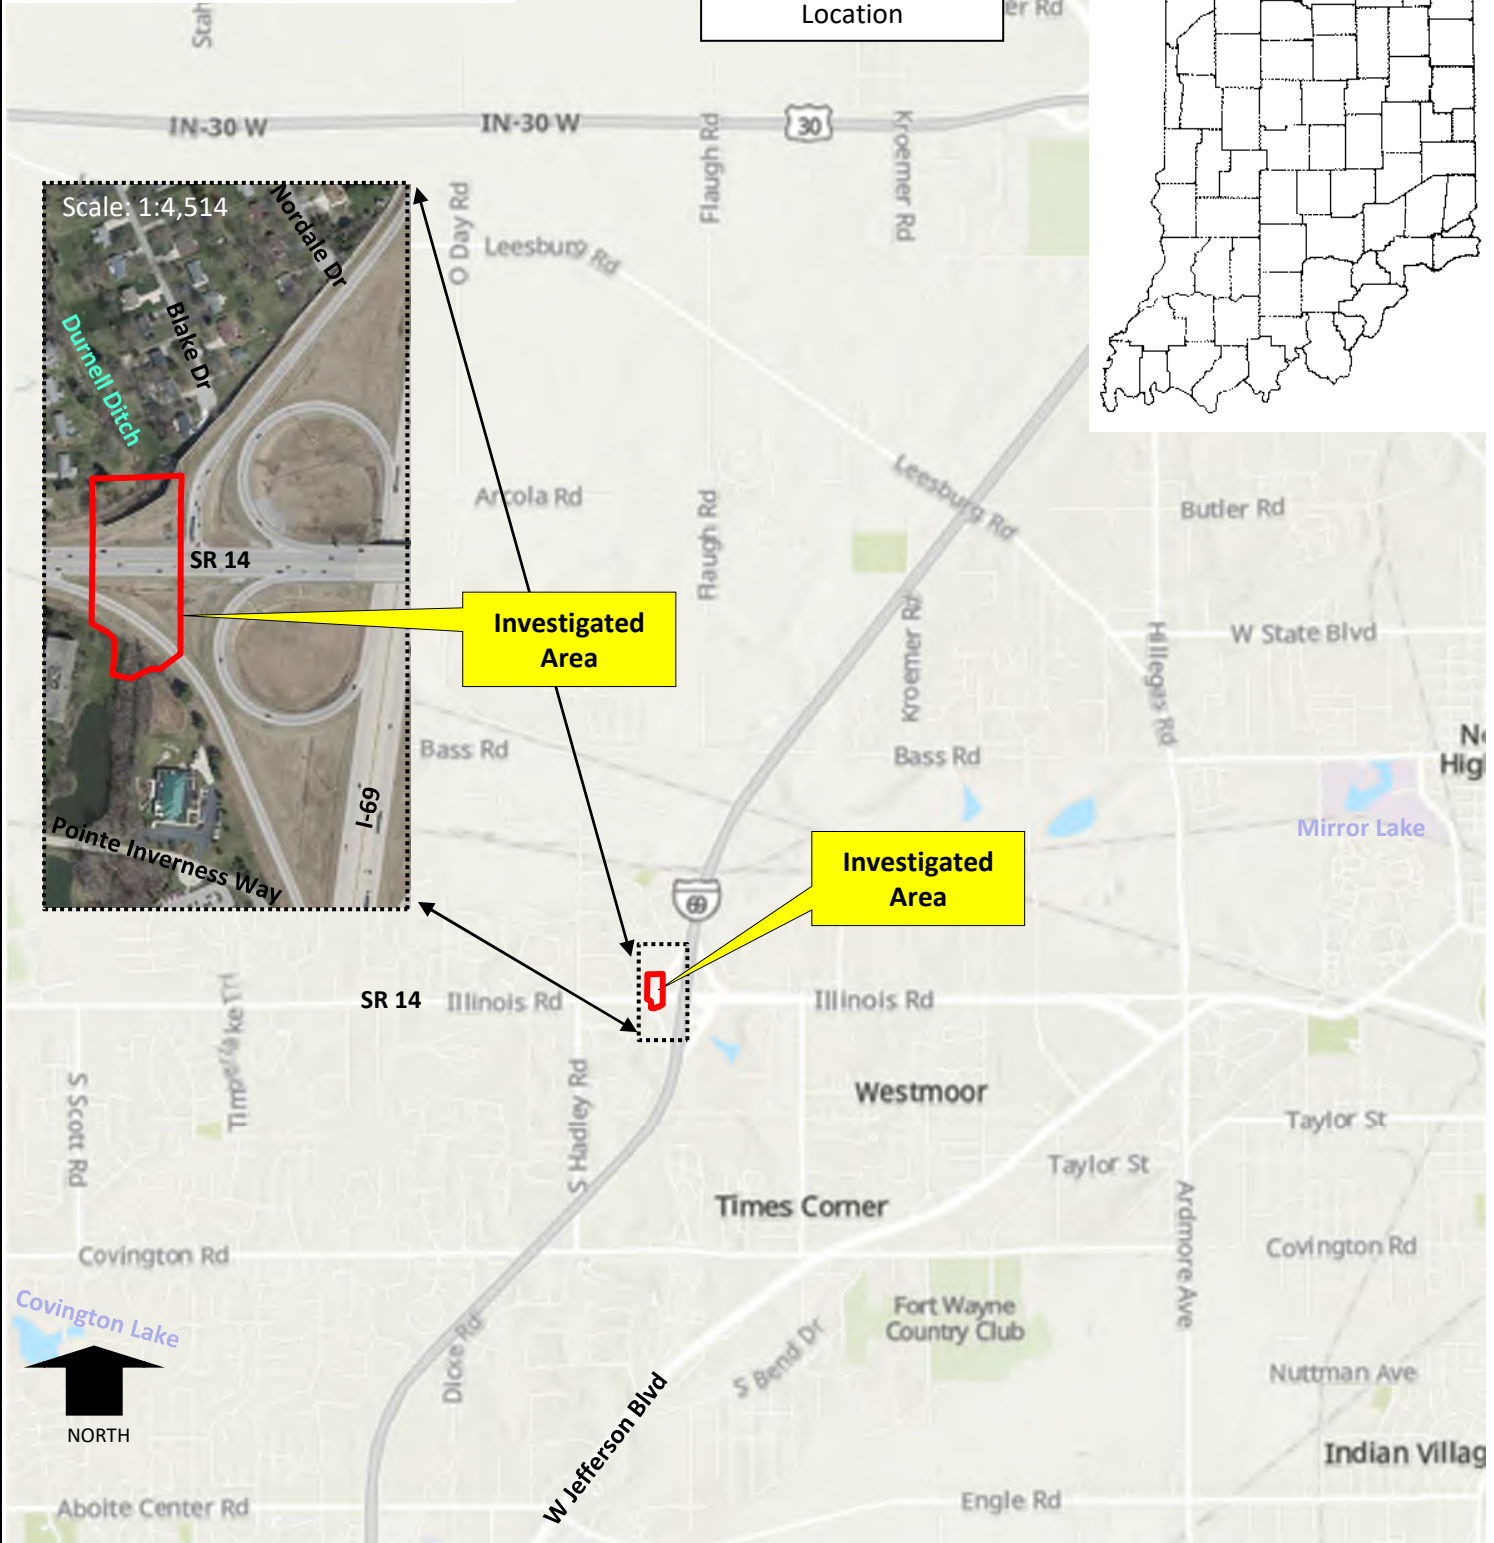 Location
IN-30 W
IN-30 W
30
Flaugh Rd
Kroemer Rd
O Day Rd
Leesburg Rd
Scale: 1:4,514
Nordale Dr
Blake Dr
Durnell Ditch
SR 14
I-69
Pointe Inverness Way
Investigated
Area
Arcola Rd
Flaugh Rd
Leesburg Rd
Butler Rd
Kroemer Rd
W State Blvd
Hillegas Rd
Bass Rd
Bass Rd
Mirror Lake
Investigated
Area
69
SR 14
Illinois Rd
Illinois Rd
S Scott Rd
S Hadley Rd
Westmoor
Taylor St
Taylor St
Times Corner
Ardmore Ave
Covington Rd
Covington Rd
Covington Lake
NORTH
Dicke Rd
Fort Wayne
Country Club
S Bend Dr
Nuttman Ave
W Jefferson Blvd
Aboite Center Rd
Engle Rd
Indian Villag